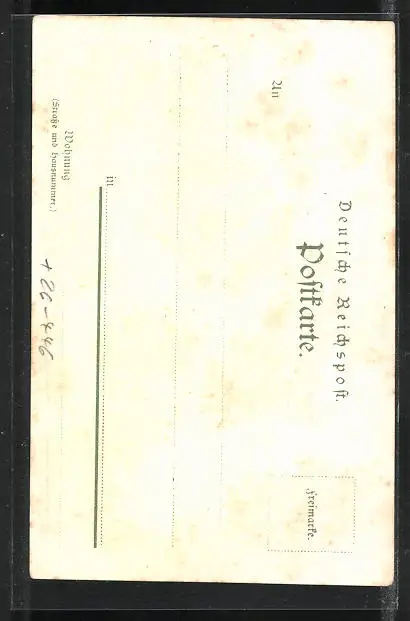 Deutsche Reichspost.
Postkarte.
Freimarke.
An
in
Wohnung
(Straße und Hausnummer.)